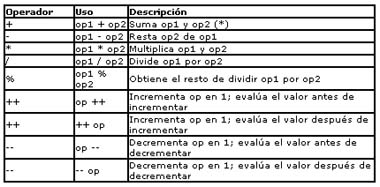 Operador Uso Descripción
+ op1 + op2 Suma op1 y op2 (*)
- op1 - op2 Resta op2 de op1
* op1 * op2 Multiplica op1 y op2
/ op1 / op2 Divide op1 por op2
% op1 % op2 Obtiene el resto de dividir op1 por op2
++ op ++ Incrementa op en 1; evalúa el valor antes de
incrementar
++ ++ op Incrementa op en 1; evalúa el valor después de
incrementar
-- op -- Decrementa op en 1; evalúa el valor antes de
decrementar
-- -- op Decrementa op en 1; evalúa el valor después de
decrementar